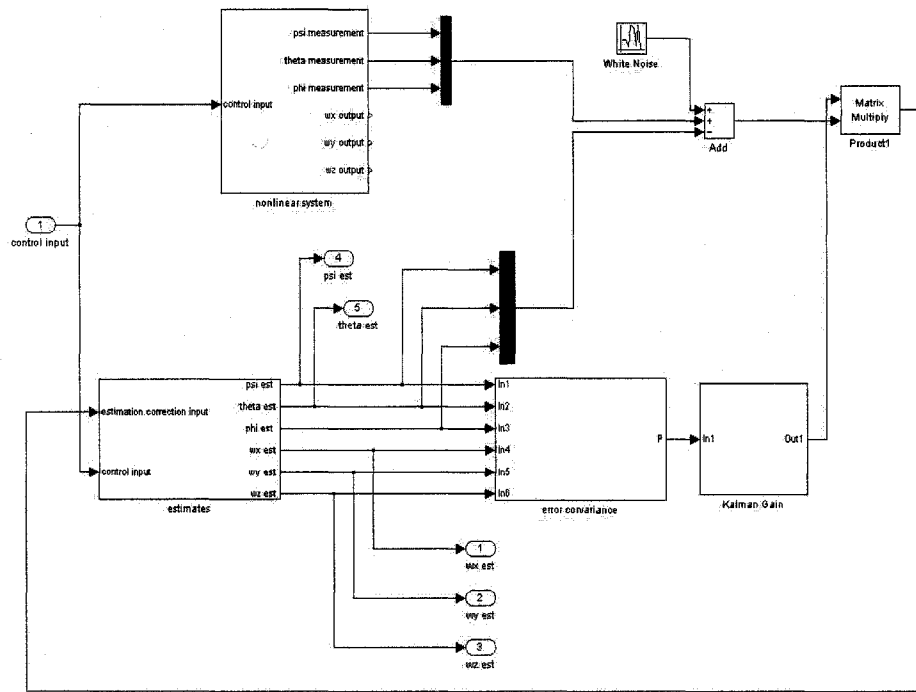 psi measurement
theta measurement
phi measurement
control input
wx output
wy output
wz output
nonlinear system
White Noise
+
+
−
Add
Matrix
Multiply
Product1
1
control input
4
psi est
5
theta est
psi est
estimation correction input
theta est
phi est
wx est
control input
wy est
wz est
estimates
In1
In2
In3
In4
In5
In6
P
error convariance
In1
Out1
Kalman Gain
1
wx est
2
wy est
3
wz est